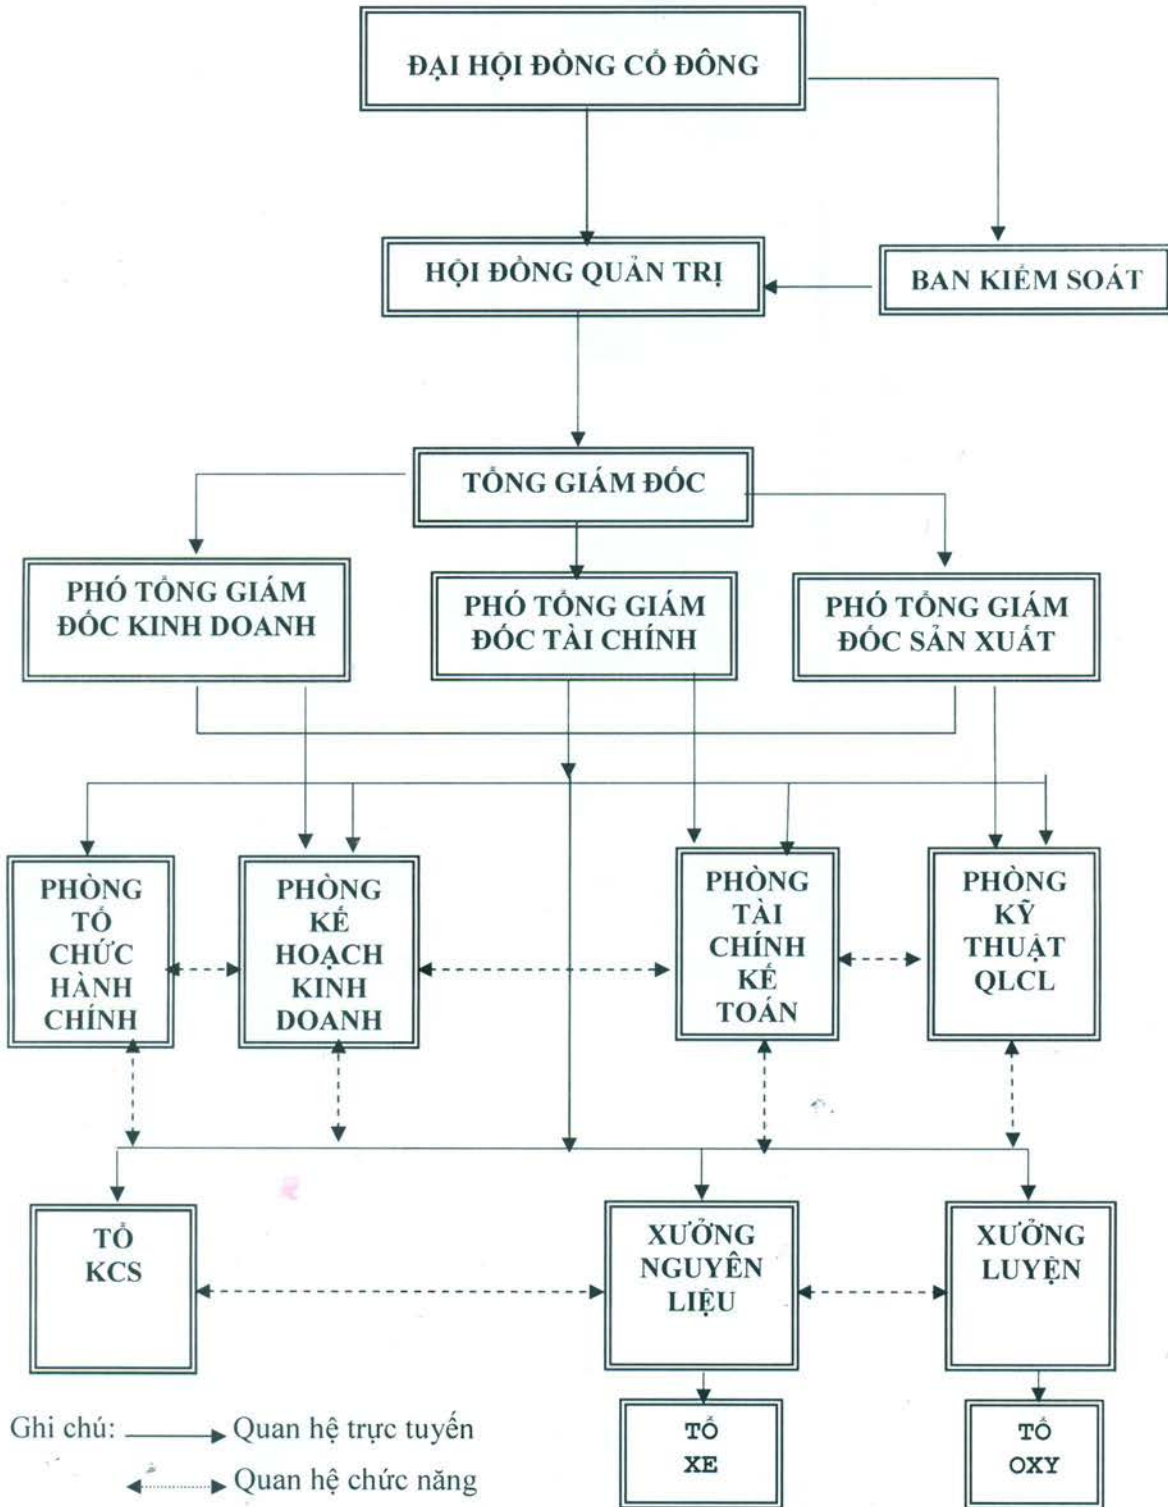 ĐẠI HỘI ĐỒNG CỔ ĐÔNG
HỘI ĐỒNG QUẢN TRỊ
BAN KIỂM SOÁT
TỔNG GIÁM ĐỐC
PHÓ TỔNG GIÁM
ĐỐC KINH DOANH
PHÓ TỔNG GIÁM
ĐỐC TÀI CHÍNH
PHÓ TỔNG GIÁM
ĐỐC SẢN XUẤT
PHÒNG
TỔ
CHỨC
HÀNH
CHÍNH
PHÒNG
KẾ
HOẠCH
KINH
DOANH
PHÒNG
TÀI
CHÍNH
KẾ
TOÁN
PHÒNG
KỸ
THUẬT
QLCL
TỔ
KCS
XƯỞNG
NGUYÊN
LIỆU
XƯỞNG
LUYỆN
TỔ
XE
TỔ
OXY
Ghi chú: Quan hệ trực tuyến
Quan hệ chức năng